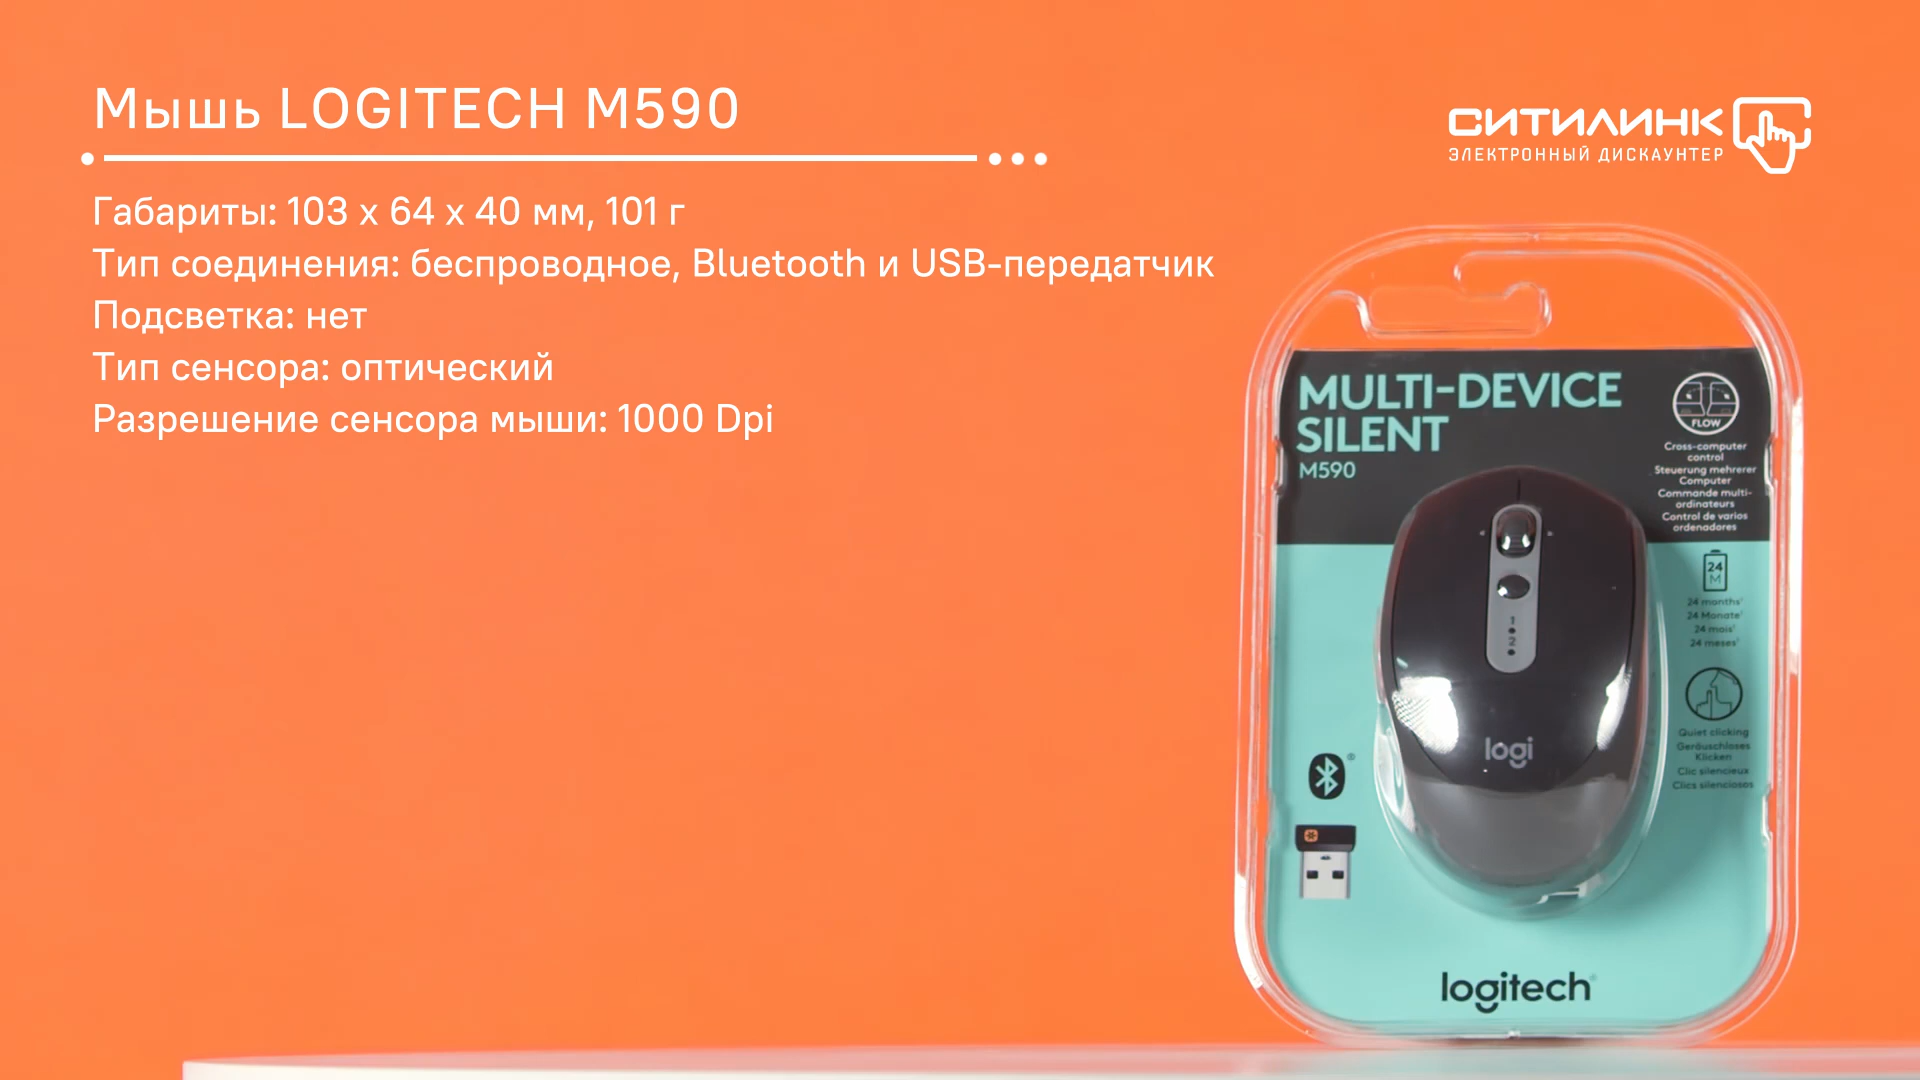 Мышь LOGITECH M590
СИТИЛИНК
ЭЛЕКТРОННЫЙ ДИСКАУНТЕР
Габариты: 103 x 64 x 40 мм, 101 г
Тип соединения: беспроводное, Bluetooth и USB-передатчик
Подсветка: нет
Тип сенсора: оптический
Разрешение сенсора мыши: 1000 Dpi
MULTI-DEVICE
SILENT
M590
FLOW
Cross-computer
control
Steuerung mehrerer
Computer
Commande multi-
ordinateurs
Control de varios
ordenadores
24
M
24 months
24 Monate
24 mois
24 meses
1
2
Quiet clicking
Geräuschloses
Klicken
Clic silencieux
Clics silenciosos
logi
logitech